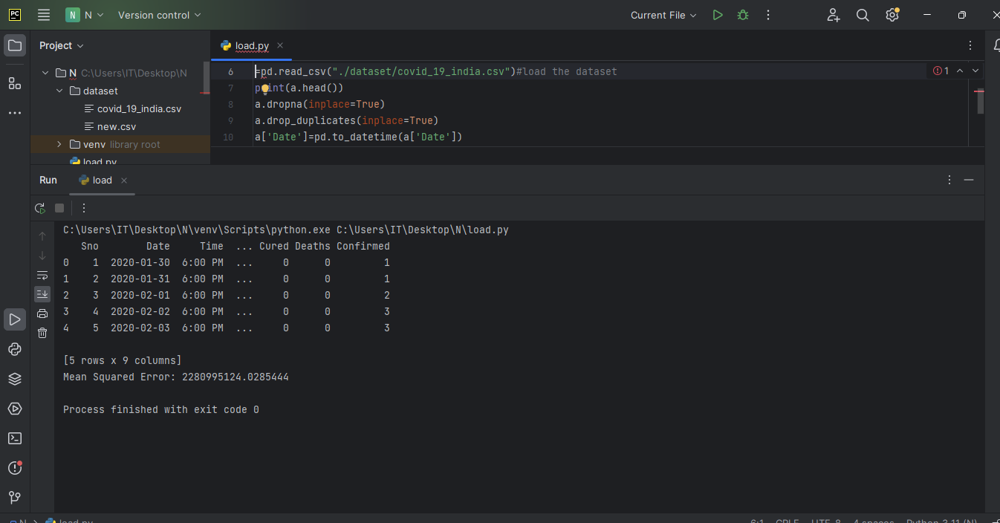 PC N N Version control Current File
Project load.py
N C:\Users\IT\Desktop\N
dataset
covid_19_india.csv
new.csv
venv library root
load.py
6 =pd.read_csv("./dataset/covid_19_india.csv")#load the dataset 1
7 print(a.head())
8 a.dropna(inplace=True)
9 a.drop_duplicates(inplace=True)
10 a['Date']=pd.to_datetime(a['Date'])
Run load
C:\Users\IT\Desktop\N\venv\Scripts\python.exe C:\Users\IT\Desktop\N\load.py
Sno Date Time ... Cured Deaths Confirmed
0 1 2020-01-30 6:00 PM ... 0 0 1
1 2 2020-01-31 6:00 PM ... 0 0 1
2 3 2020-02-01 6:00 PM ... 0 0 2
3 4 2020-02-02 6:00 PM ... 0 0 3
4 5 2020-02-03 6:00 PM ... 0 0 3
[5 rows x 9 columns]
Mean Squared Error: 2280995124.0285444
Process finished with exit code 0
N load.py 6:1 CRLF UTF-8 4 spaces Python 3.11 (N)